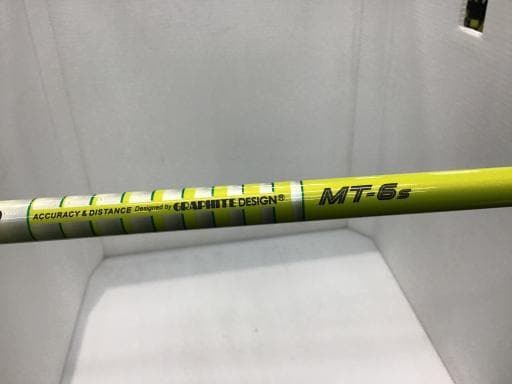 ACCURACY & DISTANCE Designed by GRAPHITE DESIGN® MT-6s